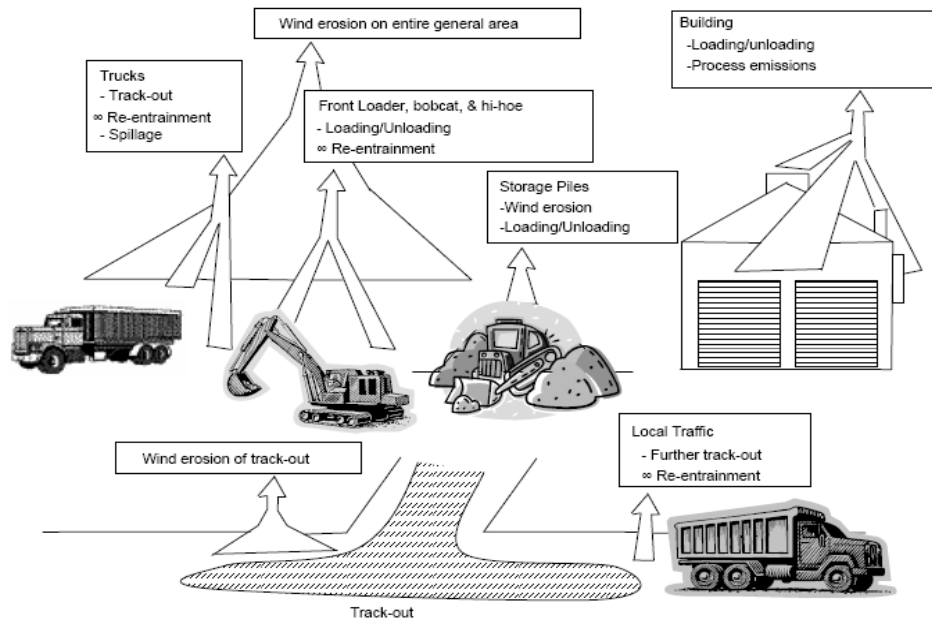 Wind erosion on entire general area
Building
-Loading/unloading
-Process emissions
Trucks
- Track-out
∞ Re-entrainment
- Spillage
Front Loader, bobcat, & hi-hoe
- Loading/Unloading
∞ Re-entrainment
Storage Piles
-Wind erosion
-Loading/Unloading
Wind erosion of track-out
Local Traffic
- Further track-out
∞ Re-entrainment
Track-out